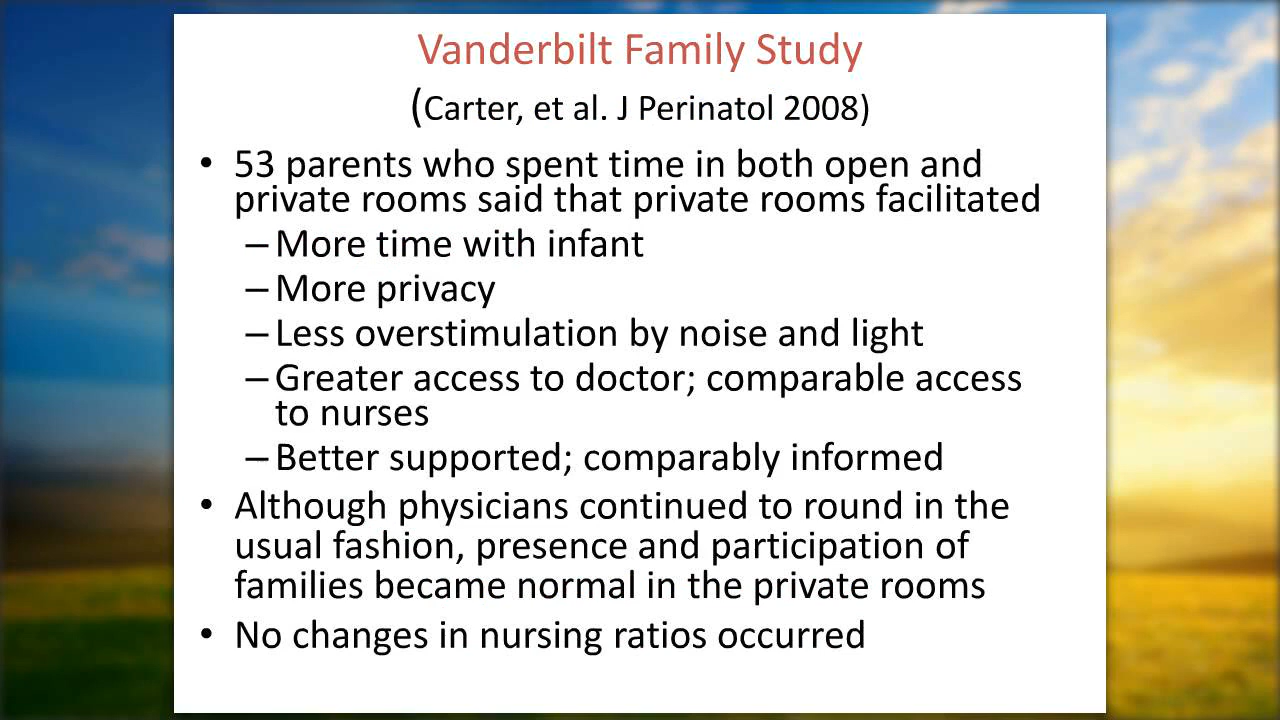 Vanderbilt Family Study
(Carter, et al. J Perinatol 2008)
• 53 parents who spent time in both open and
private rooms said that private rooms facilitated
– More time with infant
– More privacy
– Less overstimulation by noise and light
– Greater access to doctor; comparable access
to nurses
– Better supported; comparably informed
• Although physicians continued to round in the
usual fashion, presence and participation of
families became normal in the private rooms
• No changes in nursing ratios occurred